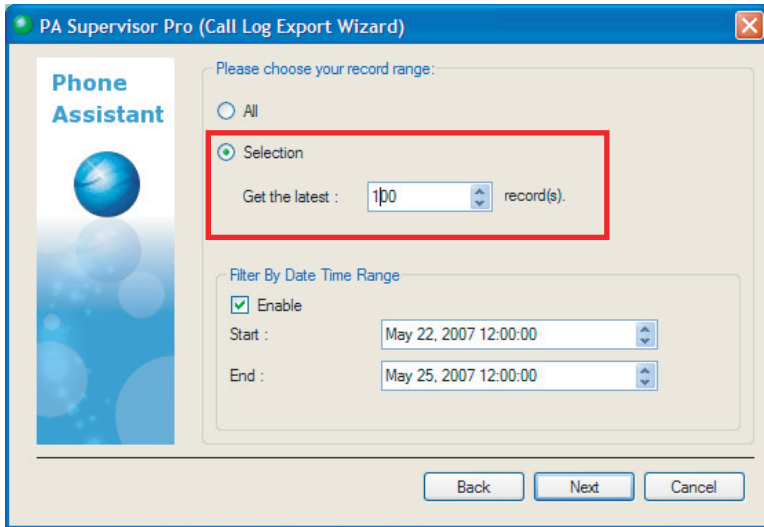 PA Supervisor Pro (Call Log Export Wizard)
Phone
Assistant
Please choose your record range:
All
Selection
Get the latest : 100 record(s).
Filter By Date Time Range
Enable
Start : May 22, 2007 12:00:00
End : May 25, 2007 12:00:00
Back Next Cancel